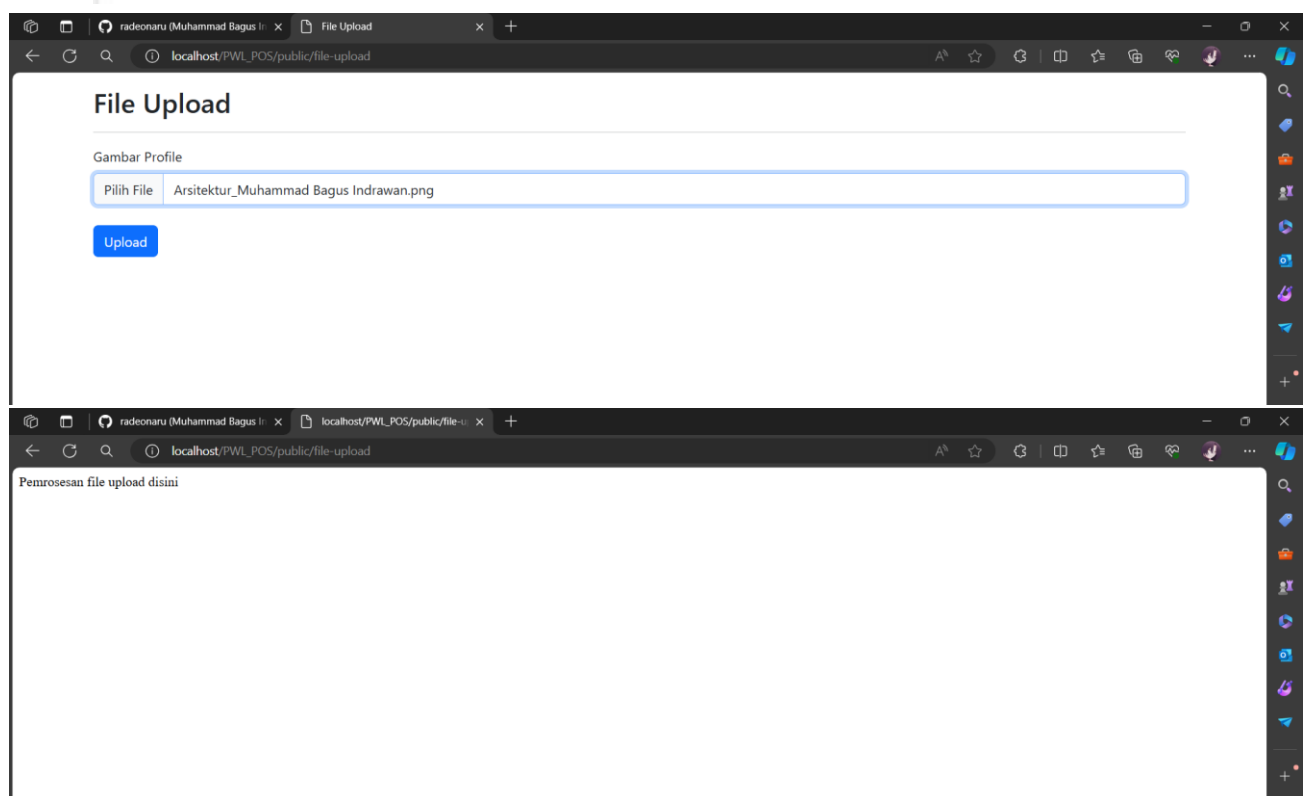 radeonaru (Muhammad Bagus In
File Upload
localhost/PWL_POS/public/file-upload
File Upload
Gambar Profile
Pilih File Arsitektur_Muhammad Bagus Indrawan.png
Upload
radeonaru (Muhammad Bagus In
localhost/PWL_POS/public/file-u
localhost/PWL_POS/public/file-upload
Pemrosesan file upload disini